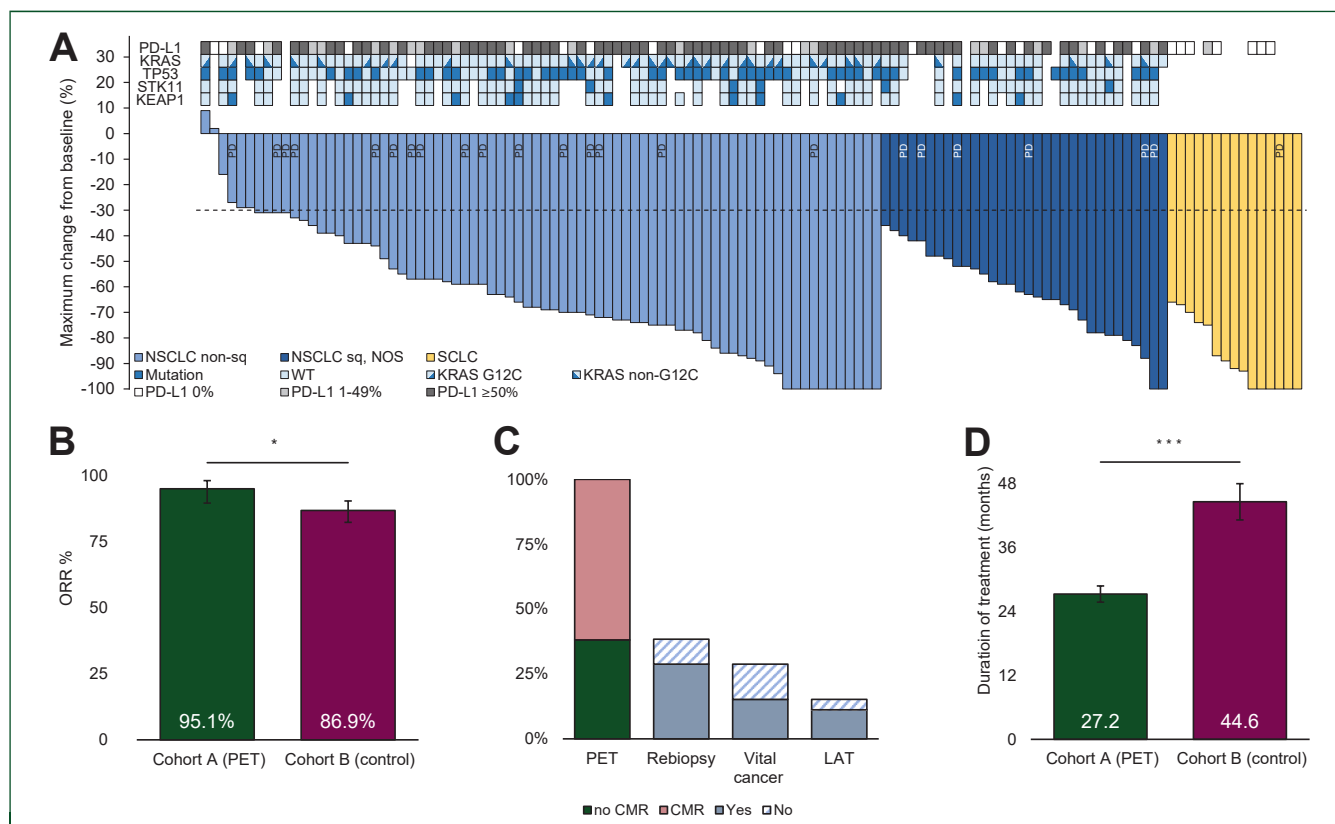 A
PD-L1
KRAS
TP53
STK11
KEAP1
Maximum change from baseline (%)
30
20
10
0
-10
-20
-30
-40
-50
-60
-70
-80
-90
-100
PD PD PD PD PD PD PD PD PD PD PD PD PD PD PD PD PD PD PD PD PD PD PD PD
NSCLC non-sq NSCLC sq, NOS SCLC
Mutation WT KRAS G12C KRAS non-G12C
PD-L1 0% PD-L1 1-49% PD-L1 ≥50%
B
*
ORR %
100
75
50
25
0
95.1% 86.9%
Cohort A (PET) Cohort B (control)
C
100%
75%
50%
25%
0%
PET Rebiopsy Vital cancer LAT
no CMR CMR Yes No
D
***
Duratioin of treatment (months)
48
36
24
12
0
27.2 44.6
Cohort A (PET) Cohort B (control)